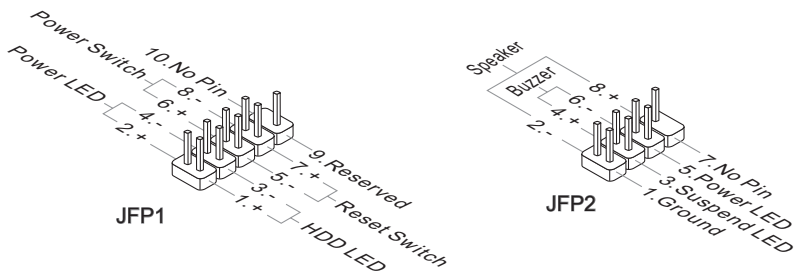 Power Switch
Power LED
10.No Pin
8.-
6.+
4.-
2.+
9.Reserved
7.+
5.-
3.-
1.+
Reset Switch
HDD LED
JFP1
Speaker
Buzzer
8.+
6.-
4.+
2.-
7.No Pin
5.Power LED
3.Suspend LED
1.Ground
JFP2